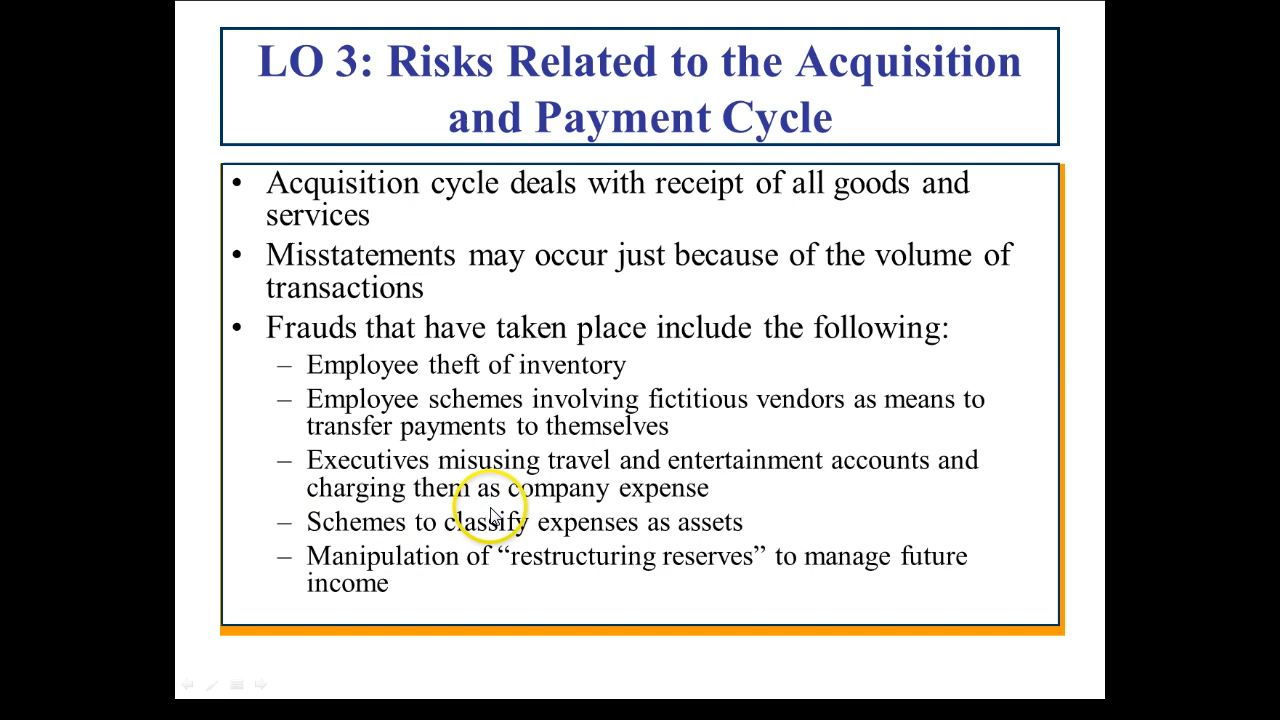 LO 3: Risks Related to the Acquisition
and Payment Cycle
• Acquisition cycle deals with receipt of all goods and
services
• Misstatements may occur just because of the volume of
transactions
• Frauds that have taken place include the following:
– Employee theft of inventory
– Employee schemes involving fictitious vendors as means to
transfer payments to themselves
– Executives misusing travel and entertainment accounts and
charging them as company expense
– Schemes to classify expenses as assets
– Manipulation of “restructuring reserves” to manage future
income